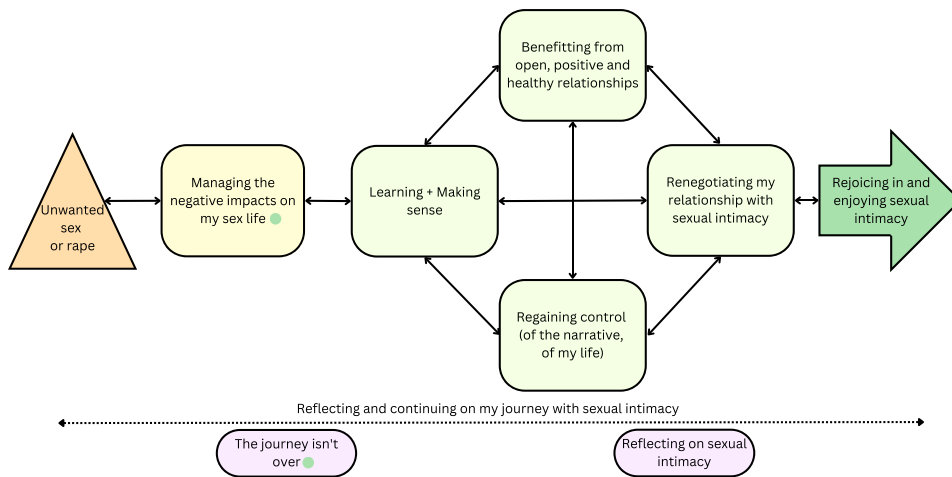 Benefitting from
open, positive and
healthy relationships
Unwanted
sex
or rape
Managing the
negative impacts on
my sex life
Learning + Making
sense
Renegotiating my
relationship with
sexual intimacy
Rejoicing in and
enjoying sexual
intimacy
Regaining control
(of the narrative,
of my life)
Reflecting and continuing on my journey with sexual intimacy
The journey isn't
over
Reflecting on sexual
intimacy